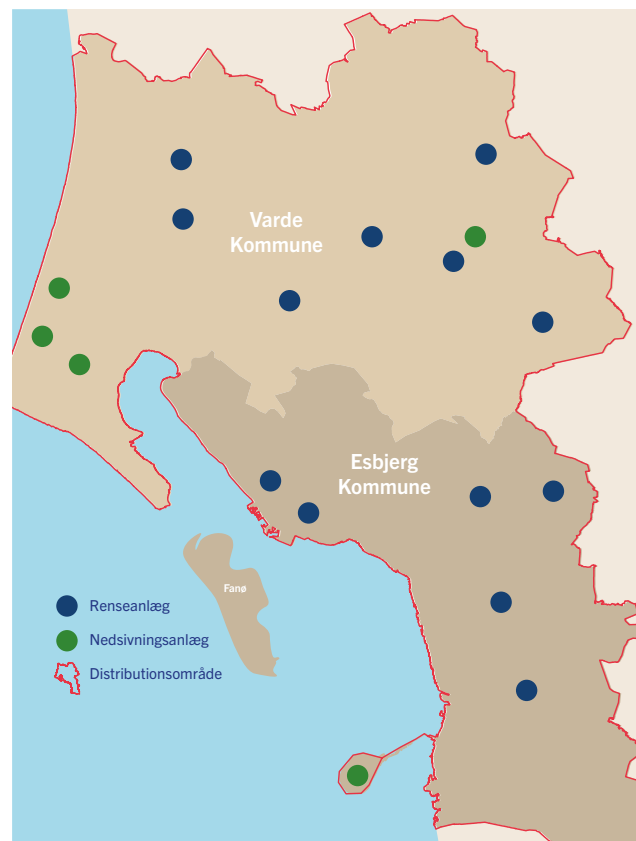 Varde
Kommune
Esbjerg
Kommune
Fanø
Renseanlæg
Nedsivningsanlæg
Distributionsområde